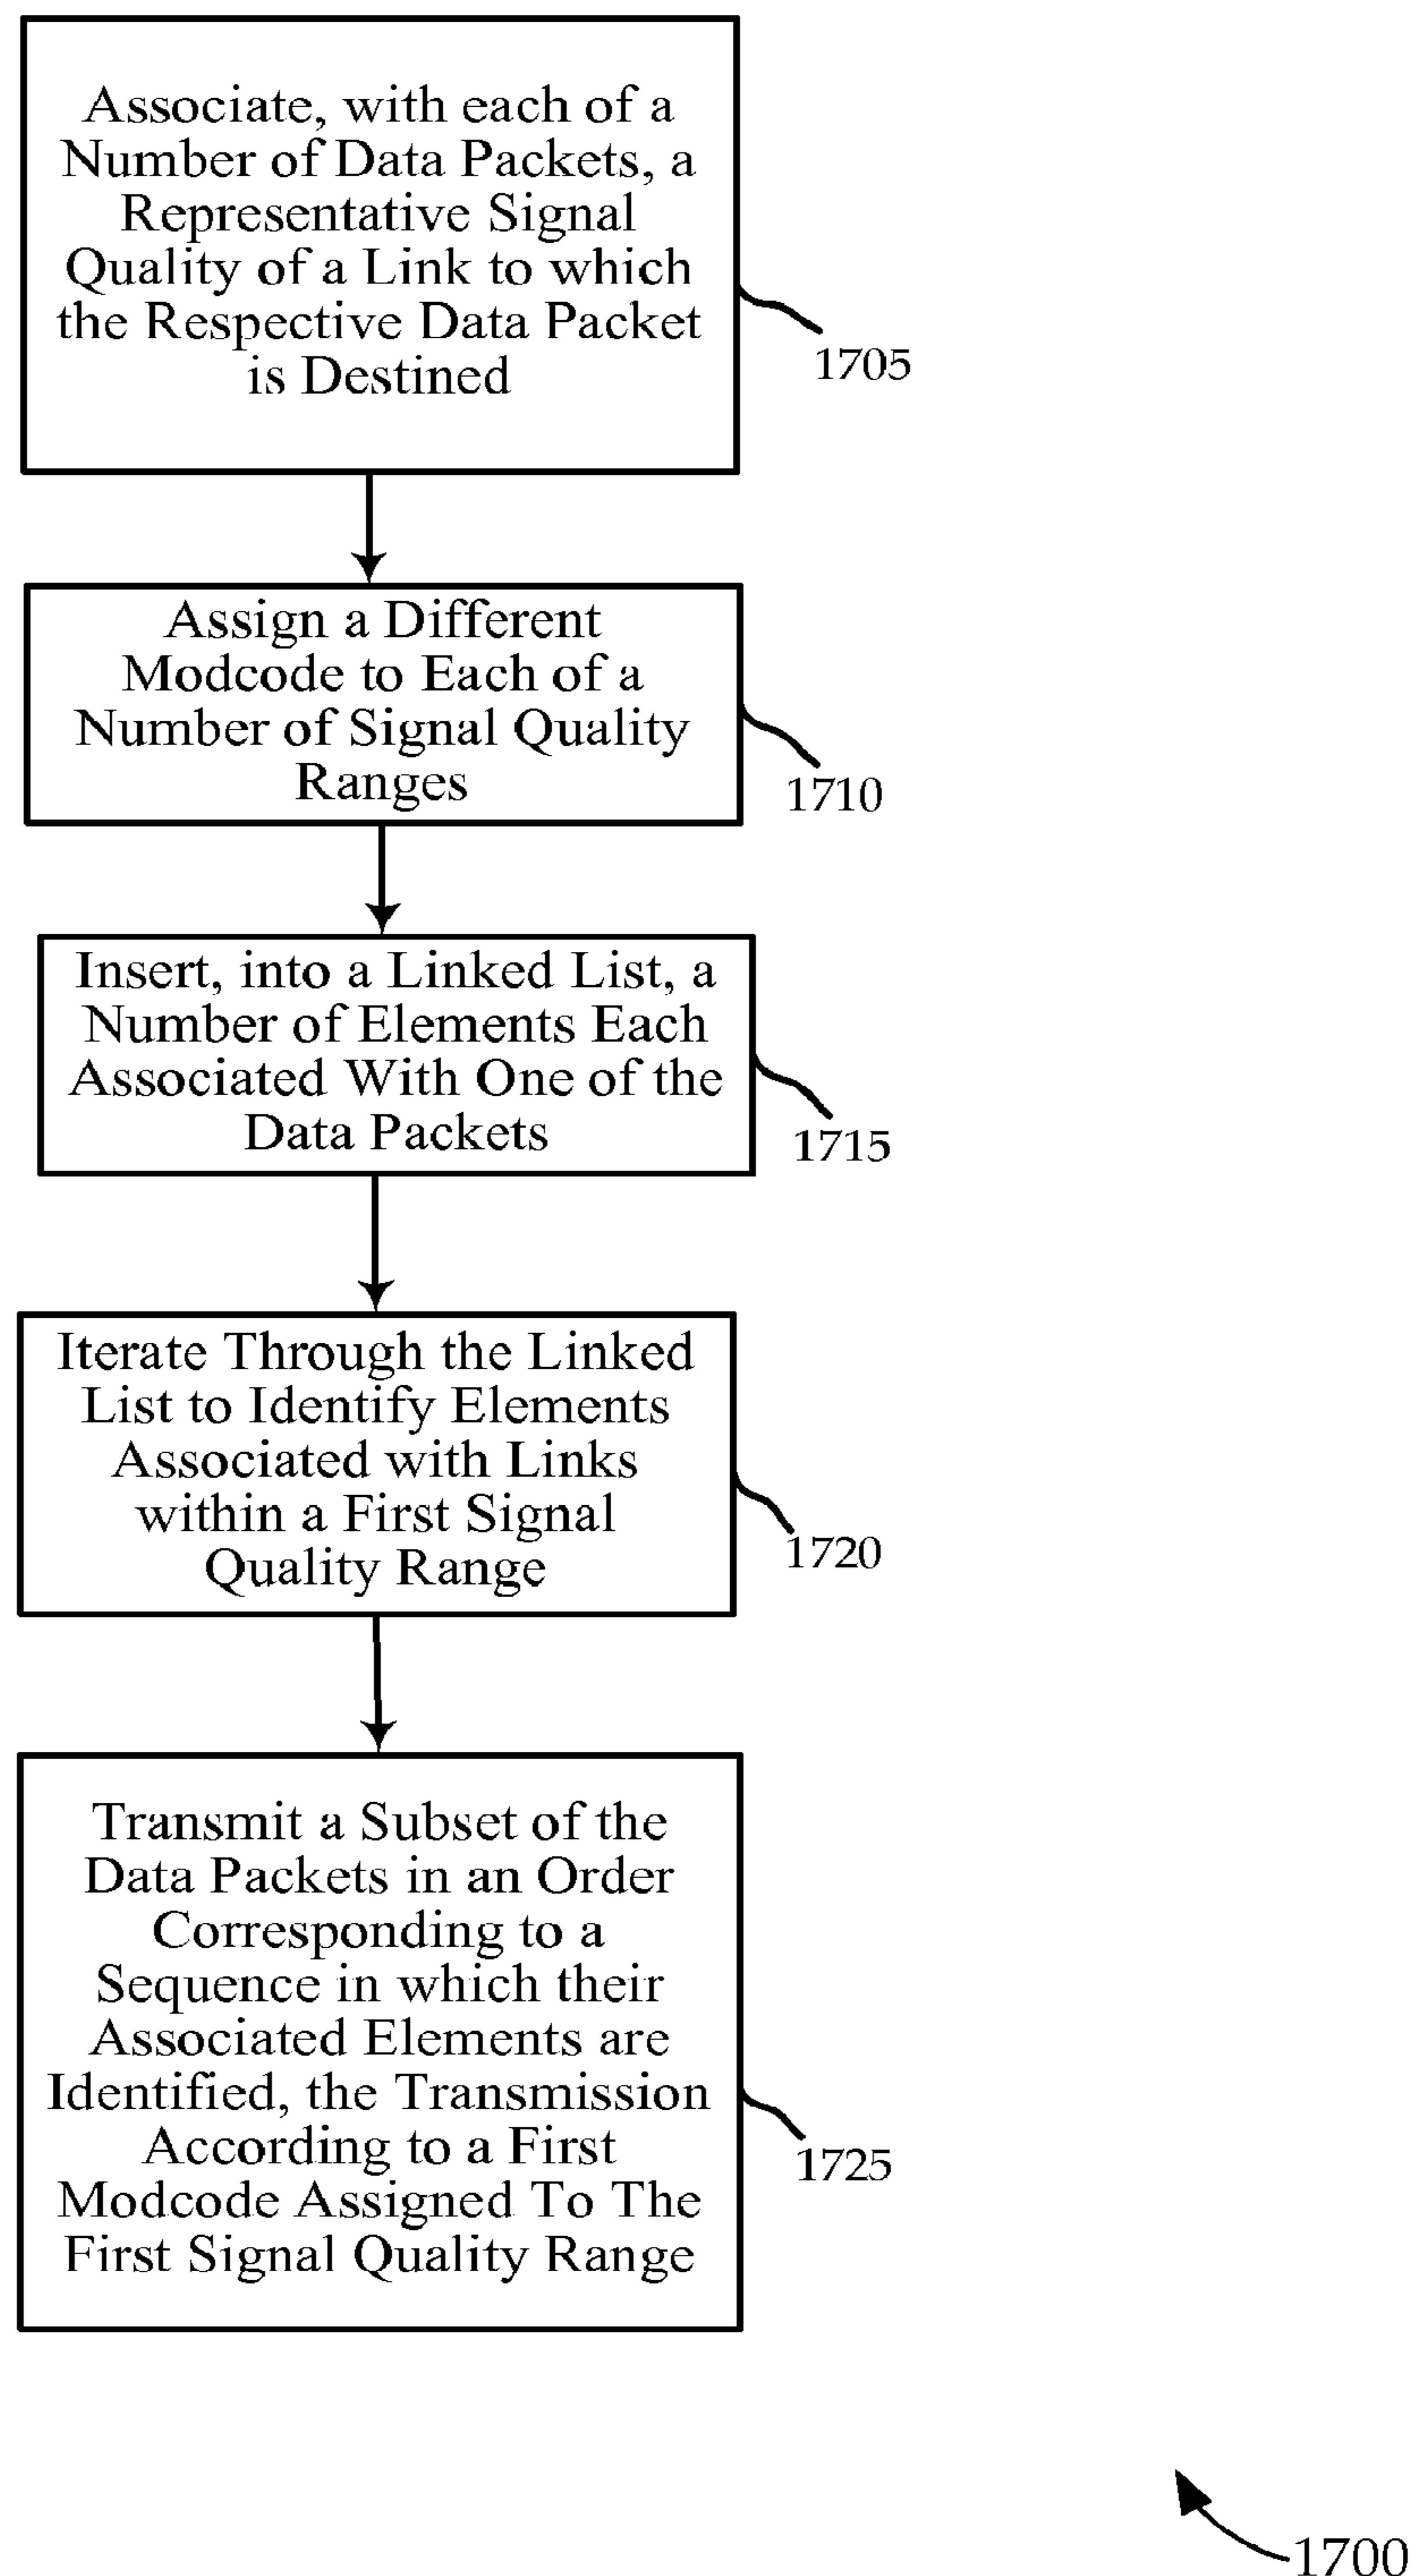 Associate, with each of a
Number of Data Packets, a
Representative Signal
Quality of a Link to which
the Respective Data Packet
is Destined
1705
Assign a Different
Modcode to Each of a
Number of Signal Quality
Ranges
1710
Insert, into a Linked List, a
Number of Elements Each
Associated With One of the
Data Packets
1715
Iterate Through the Linked
List to Identify Elements
Associated with Links
within a First Signal
Quality Range
1720
Transmit a Subset of the
Data Packets in an Order
Corresponding to a
Sequence in which their
Associated Elements are
Identified, the Transmission
According to a First
Modcode Assigned To The
First Signal Quality Range
1725
1700